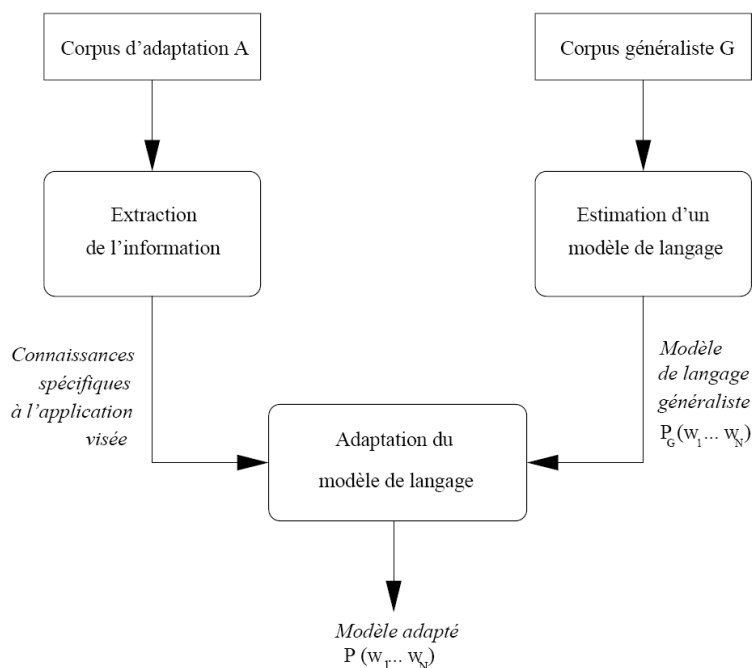 Corpus d'adaptation A
Corpus généraliste G
Extraction
de l'information
Estimation d'un
modèle de langage
Connaissances
spécifiques
à l'application
visée
Modèle
de langage
généraliste
P_G(w_1... w_N)
Adaptation du
modèle de langage
Modèle adapté
P (w_1... w_N)